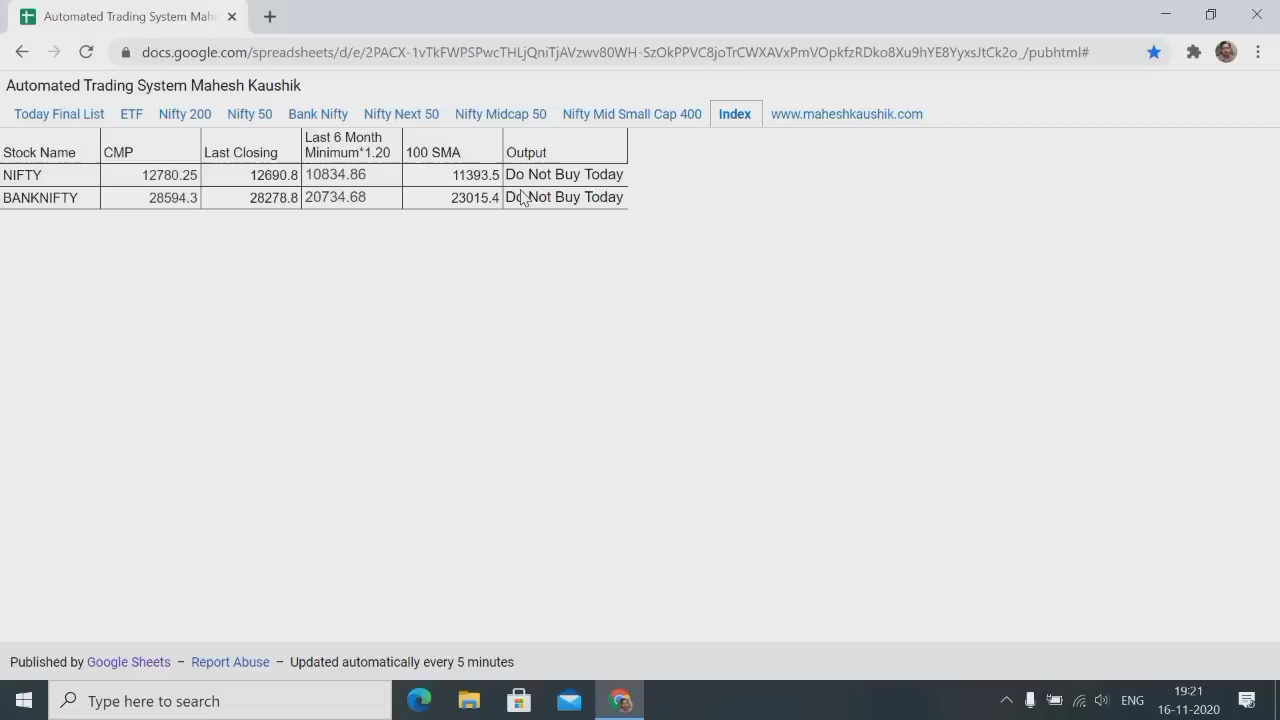 Automated Trading System Mah
docs.google.com/spreadsheets/d/e/2PACX-1vTkFWPSPwcTHLjQniTjAVzwv80WH-SzOkPPVC8joTrCWXAVxPmVOpkfzRDko8Xu9hYE8YyxsJtCk2o_/pubhtml#
Automated Trading System Mahesh Kaushik
Today Final List ETF Nifty 200 Nifty 50 Bank Nifty Nifty Next 50 Nifty Midcap 50 Nifty Mid Small Cap 400 Index www.maheshkaushik.com
Stock Name CMP Last Closing Last 6 Month Minimum*1.20 100 SMA Output
NIFTY 12780.25 12690.8 10834.86 11393.5 Do Not Buy Today
BANKNIFTY 28594.3 28278.8 20734.68 23015.4 Do Not Buy Today
Published by Google Sheets – Report Abuse – Updated automatically every 5 minutes
Type here to search
ENG
19:21
16-11-2020